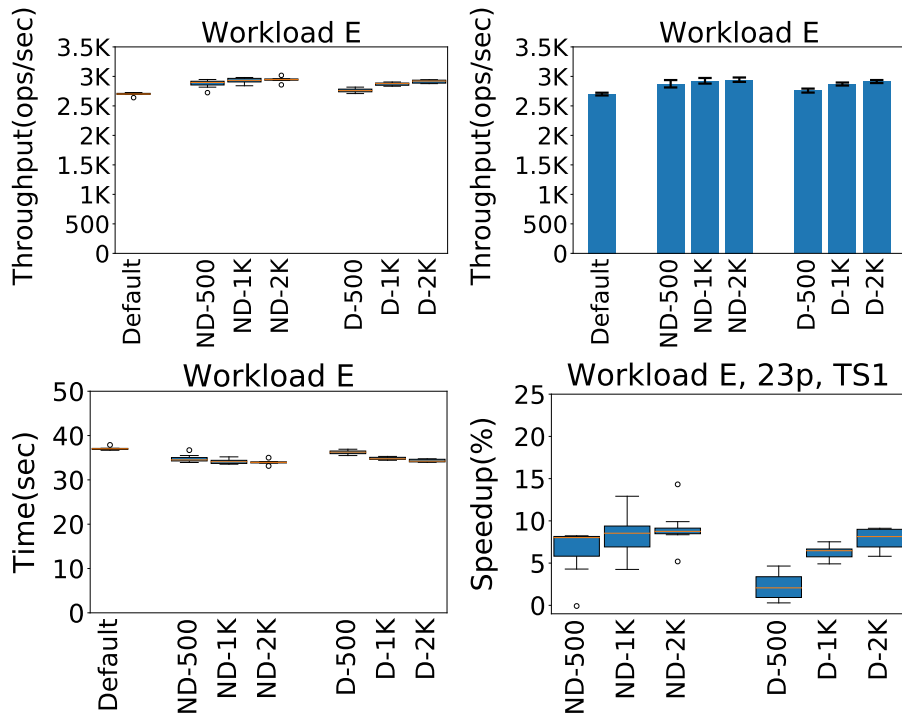 Workload E
Throughput(ops/sec)
3.5K
3K
2.5K
2K
1.5K
1K
500
0
Default
ND-500
ND-1K
ND-2K
D-500
D-1K
D-2K
Workload E
Throughput(ops/sec)
3.5K
3K
2.5K
2K
1.5K
1K
500
0
Default
ND-500
ND-1K
ND-2K
D-500
D-1K
D-2K
Workload E
Time(sec)
50
40
30
20
10
0
Default
ND-500
ND-1K
ND-2K
D-500
D-1K
D-2K
Workload E, 23p, TS1
Speedup(%)
25
20
15
10
5
0
ND-500
ND-1K
ND-2K
D-500
D-1K
D-2K